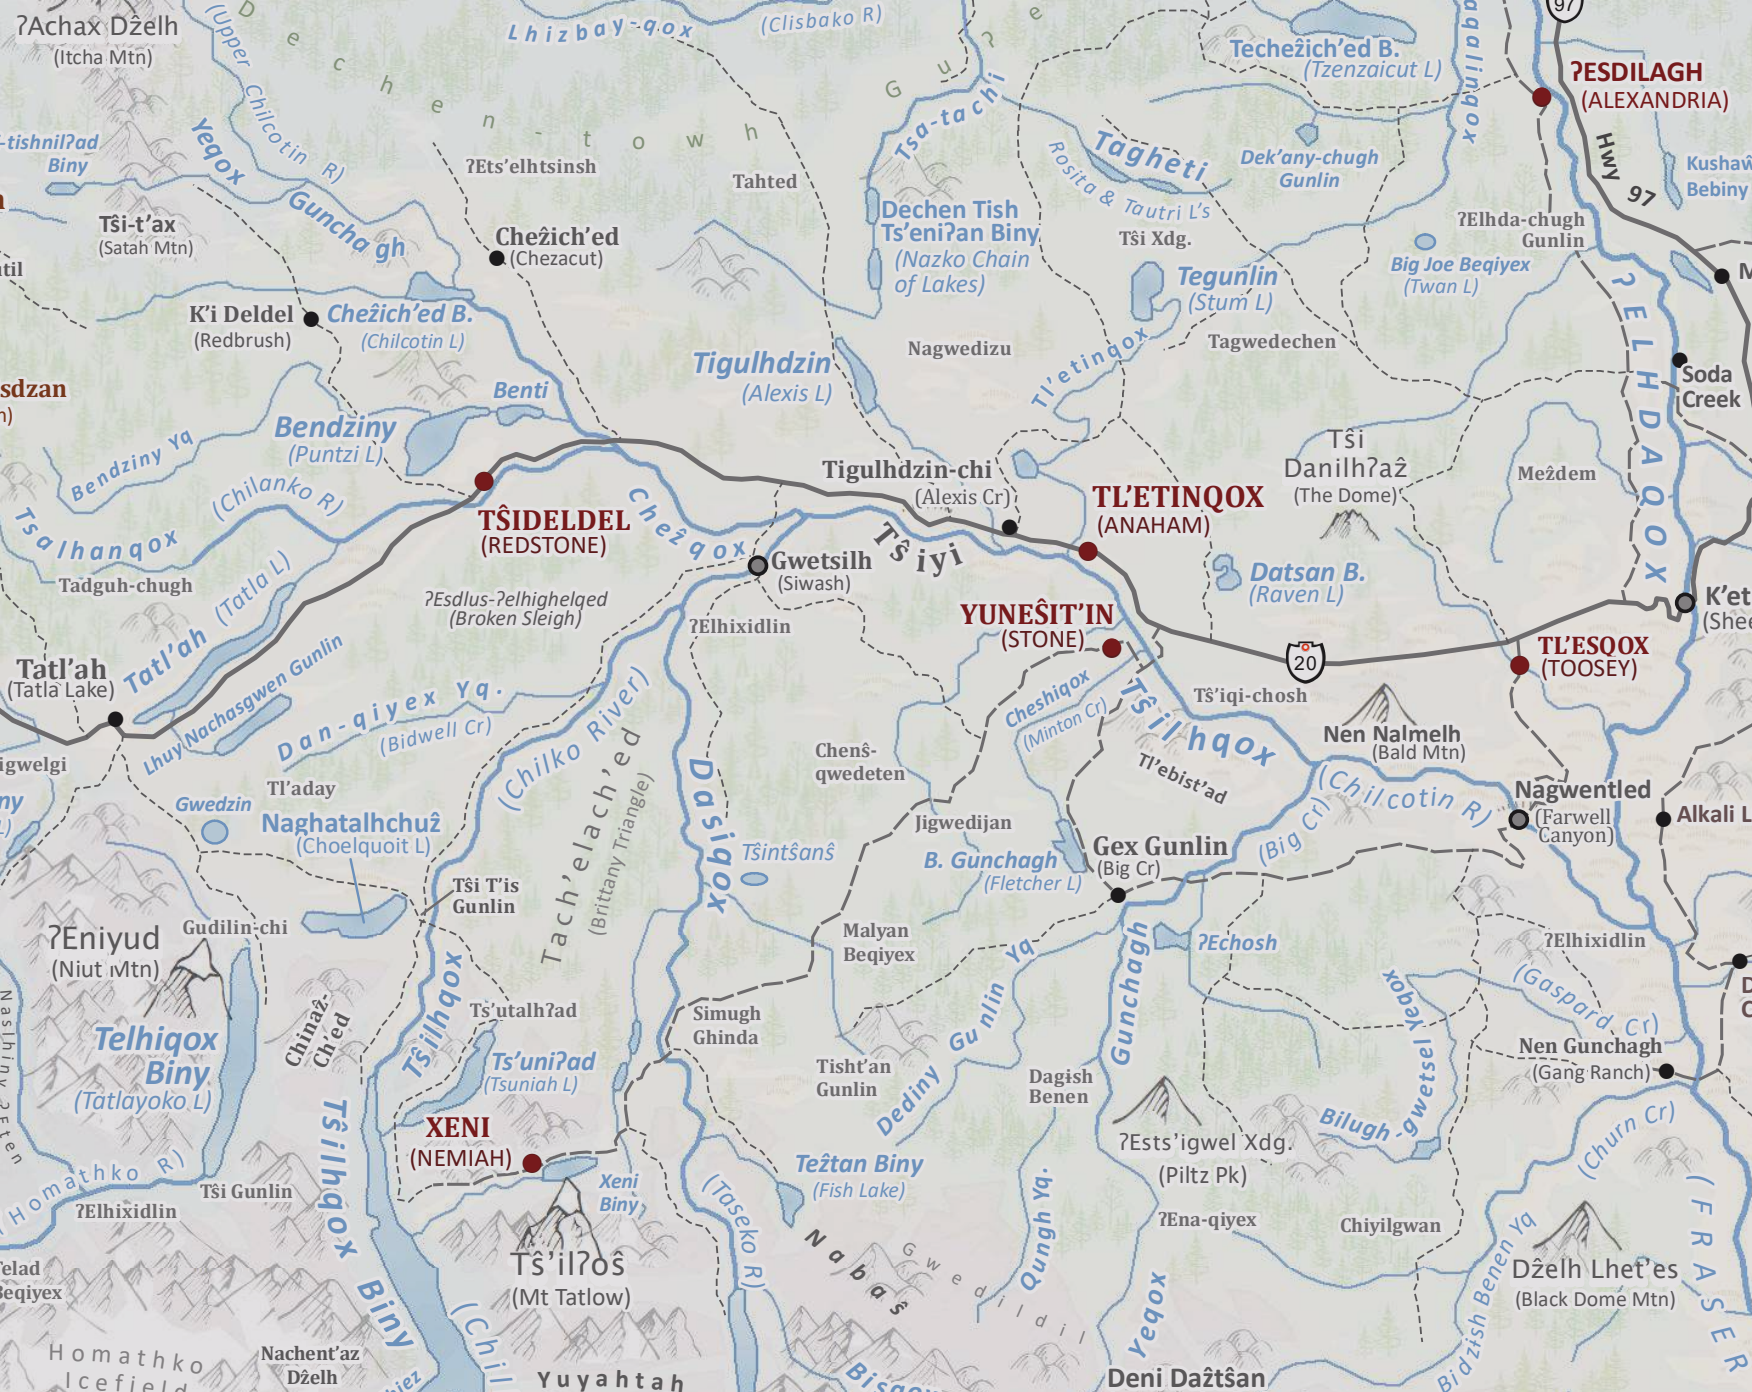 ʔAchax Dẑelh
(Itcha Mtn)
(Upper Chilcotin R)
Dechen-towh
Lhizbay-qox
(Clisbako R)
Guʔe
Techeẑich'ed B.
(Tzenzaicut L)
97
ʔESDILAGH
(ALEXANDRIA)
Hwy 97
-tishnilʔad
Biny
Yeqox
Gunchagh
ʔEts'elhtsinsh
Tahted
Tsa-tachi
Tagheti
Rosita & Tautri L's
Dek'any-chugh
Gunlin
Bebiny
Tŝi-t'ax
(Satah Mtn)
Cheẑich'ed
(Chezacut)
Dechen Tish
Ts'eniʔan Biny
(Nazko Chain
of Lakes)
Tŝi Xdg.
ʔElhda-chugh
Gunlin
Big Joe Beqiyex
(Twan L)
Tegunlin
(Stum L)
K'i Deldel
(Redbrush)
Cheẑich'ed B.
(Chilcotin L)
Nagwedizu
Tl'etinqox
Tagwedechen
ʔELHDAQOX
Tigulhdzin
(Alexis L)
Benti
Soda
Creek
sdzan
Bendziny
(Puntzi L)
Bendziny Yq
Tŝi
Danilhʔaẑ
(The Dome)
Meẑdem
Tigulhdzin-chi
(Alexis Cr)
TL'ETINQOX
(ANAHAM)
(Chilanko R)
Tsalhanqox
TŜIDELDEL
(REDSTONE)
Cheẑqox
Tŝiyi
Gwetsilh
(Siwash)
Datsan B.
(Raven L)
Tadguh-chugh
(Tatla L)
Tatl'ah
ʔEsdlus-ʔelhighelqed
(Broken Sleigh)
ʔElhixidlin
YUNEŜIT'IN
(STONE)
20
TL'ESQOX
(TOOSEY)
Tatl'ah
(Tatla Lake)
Lhuy Nachasgwen Gunlin
Dan-qiyex Yq.
(Bidwell Cr)
(Chilko River)
Cheshiqox
(Minton Cr)
Tŝ'iqi-chosh
Tŝilhqox
Nen Nalmelh
(Bald Mtn)
igwelgi
Chenŝ-
qwedeten
Tl'ebist'ad
(Chilcotin R)
Nagwentled
(Farwell
Canyon)
Alkali L
Tl'aday
Gwedzin
Naghatalhchuẑ
(Choelquoit L)
Tach'elach'ed
(Brittany Triangle)
Dasiqox
Tŝintŝanŝ
Jigwedijan
B. Gunchagh
(Fletcher L)
Gex Gunlin
(Big Cr)
(Big Cr)
Tŝi T'is
Gunlin
Gudilin-chi
ʔEniyud
(Niut Mtn)
Malyan
Beqiyex
ʔEchosh
ʔElhixidlin
Chinaẑ-
Ch'ed
Tŝilhqox
Ts'utalhʔad
Simugh
Ghinda
Dediny Gunlin Yq
Gunchagh
Bilugh-gwetsel Yeqox
(Gaspard Cr)
Naslhiny ʔEten
Telhiqox
Biny
(Tatlayoko L)
Ts'uniʔad
(Tsuniah L)
Tisht'an
Gunlin
Dagɨsh
Benen
Nen Gunchagh
(Gang Ranch)
XENI
(NEMIAH)
ʔEsts'igwel Xdg.
(Piltz Pk)
(Churn Cr)
(Homathko R)
Tŝi Gunlin
ʔElhixidlin
Tŝilhqox Biny
Xeni
Biny
Teẑtan Biny
(Fish Lake)
(Taseko R)
Nabaŝ
Gwedildil
Qungh Yq.
ʔEna-qiyex
Chiyilgwan
(FRASER
Tŝ'ilʔoŝ
(Mt Tatlow)
Yeqox
Bidzish Benen Yq
Dẑelh Lhet'es
(Black Dome Mtn)
Beqiyex
Homathko
Icefield
Nachent'az
Dẑelh
(Chil
Yuyahtah
Deni Daẑtŝan